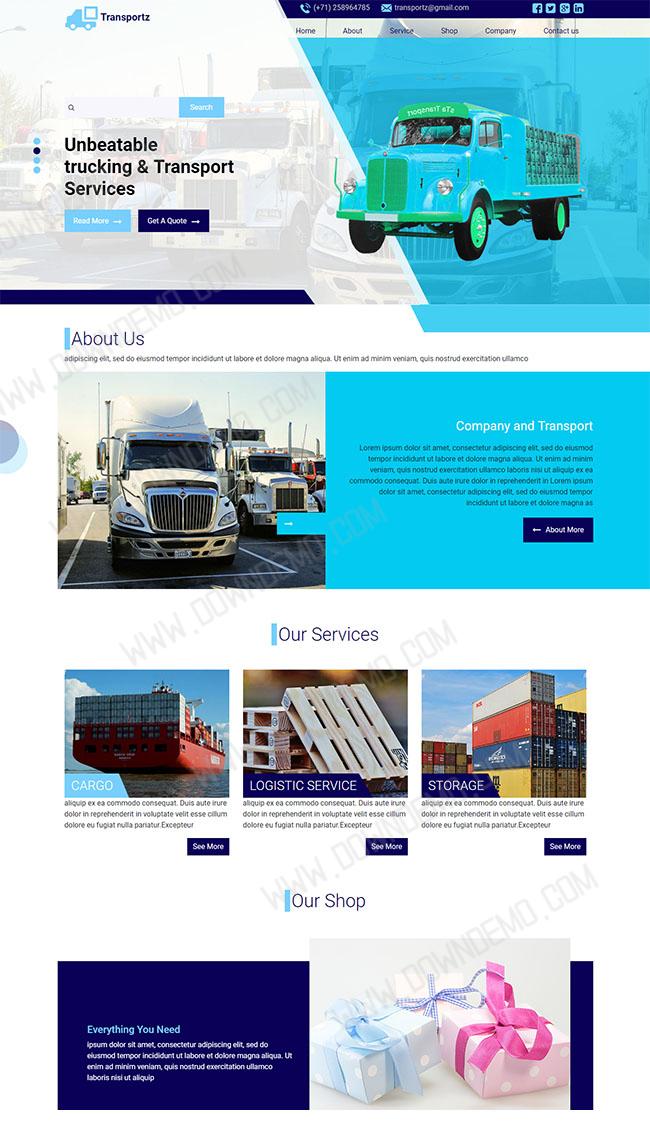 Transportz
(+71) 258964785
transportz@gmail.com
Home
About
Service
Shop
Company
Contact us
Search
Unbeatable
trucking & Transport
Services
Read More
Get A Quote
sTa Transport
About Us
adipiscing elit, sed do eiusmod tempor incididunt ut labore et dolore magna aliqua. Ut enim ad minim veniam, quis nostrud exercitation ullamco
Company and Transport
Lorem ipsum dolor sit amet, consectetur adipiscing elit, sed do eiusmod
tempor incididunt ut labore et dolore magna aliqua. Ut enim ad minim
veniam, quis nostrud exercitation ullamco laboris nisi ut aliquip ex ea
commodo consequat. Duis aute irure dolor in reprehenderit in Lorem ipsum
dolor sit amet, consectetur adipiscing elit, sed do eiusmod tempor
incididunt ut labore et dolore magna as
About More
Our Services
CARGO
LOGISTIC SERVICE
STORAGE
aliquip ex ea commodo consequat. Duis aute irure
dolor in reprehenderit in voluptate velit esse cillum
dolore eu fugiat nulla pariatur.Excepteur
See More
aliquip ex ea commodo consequat. Duis aute irure
dolor in reprehenderit in voluptate velit esse cillum
dolore eu fugiat nulla pariatur.Excepteur
See More
aliquip ex ea commodo consequat. Duis aute irure
dolor in reprehenderit in voluptate velit esse cillum
dolore eu fugiat nulla pariatur.Excepteur
See More
Our Shop
Everything You Need
ipsum dolor sit amet, consectetur adipiscing elit, sed do
eiusmod tempor incididunt ut labore et dolore magna
aliqua. Ut enim ad minim veniam, quis nostrud exercitation ullamco
laboris nisi ut aliquip
WWW.DOWNDEMO.COM
WWW.DOWNDEMO.COM
WWW.DOWNDEMO.COM
WWW.DOWNDEMO.COM